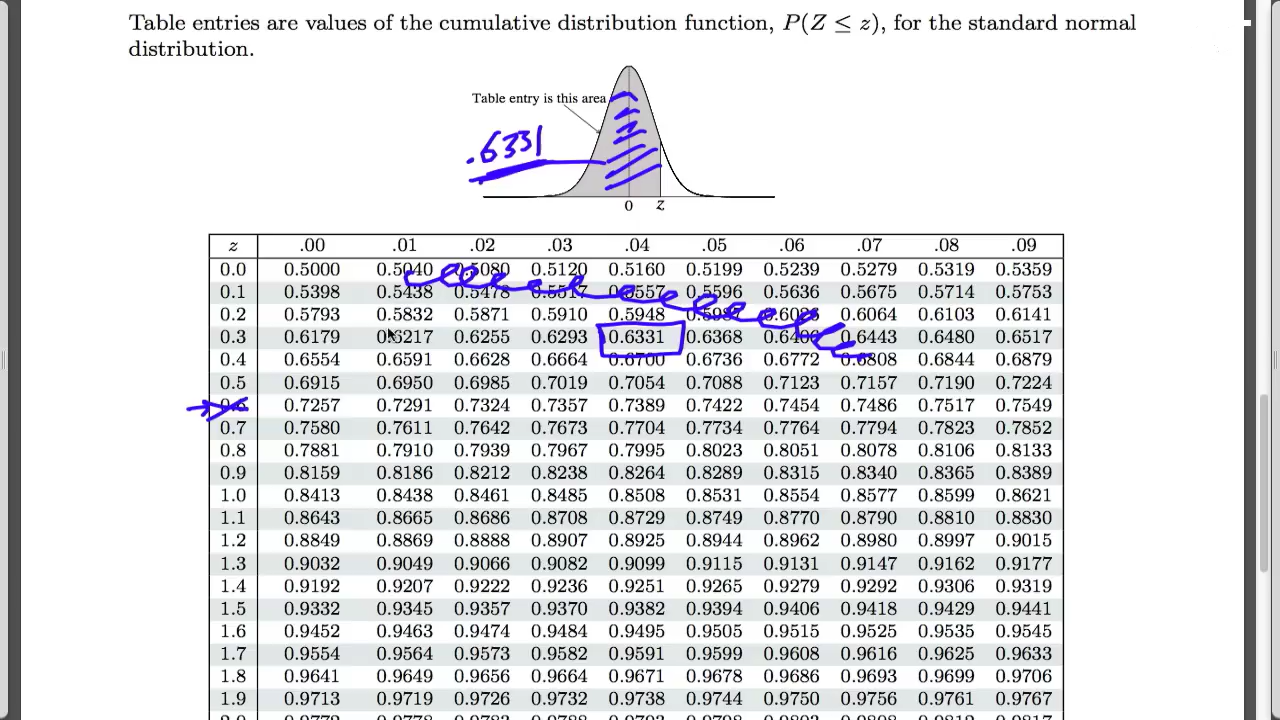 Table entries are values of the cumulative distribution function, P(Z ≤ z), for the standard normal
distribution.
Table entry is this area
.6331
0 z
z .00 .01 .02 .03 .04 .05 .06 .07 .08 .09
0.0 0.5000 0.5040 0.5080 0.5120 0.5160 0.5199 0.5239 0.5279 0.5319 0.5359
0.1 0.5398 0.5438 0.5478 0.5517 0.5557 0.5596 0.5636 0.5675 0.5714 0.5753
0.2 0.5793 0.5832 0.5871 0.5910 0.5948 0.5987 0.6026 0.6064 0.6103 0.6141
0.3 0.6179 0.6217 0.6255 0.6293 0.6331 0.6368 0.6406 0.6443 0.6480 0.6517
0.4 0.6554 0.6591 0.6628 0.6664 0.6700 0.6736 0.6772 0.6808 0.6844 0.6879
0.5 0.6915 0.6950 0.6985 0.7019 0.7054 0.7088 0.7123 0.7157 0.7190 0.7224
0.6 0.7257 0.7291 0.7324 0.7357 0.7389 0.7422 0.7454 0.7486 0.7517 0.7549
0.7 0.7580 0.7611 0.7642 0.7673 0.7704 0.7734 0.7764 0.7794 0.7823 0.7852
0.8 0.7881 0.7910 0.7939 0.7967 0.7995 0.8023 0.8051 0.8078 0.8106 0.8133
0.9 0.8159 0.8186 0.8212 0.8238 0.8264 0.8289 0.8315 0.8340 0.8365 0.8389
1.0 0.8413 0.8438 0.8461 0.8485 0.8508 0.8531 0.8554 0.8577 0.8599 0.8621
1.1 0.8643 0.8665 0.8686 0.8708 0.8729 0.8749 0.8770 0.8790 0.8810 0.8830
1.2 0.8849 0.8869 0.8888 0.8907 0.8925 0.8944 0.8962 0.8980 0.8997 0.9015
1.3 0.9032 0.9049 0.9066 0.9082 0.9099 0.9115 0.9131 0.9147 0.9162 0.9177
1.4 0.9192 0.9207 0.9222 0.9236 0.9251 0.9265 0.9279 0.9292 0.9306 0.9319
1.5 0.9332 0.9345 0.9357 0.9370 0.9382 0.9394 0.9406 0.9418 0.9429 0.9441
1.6 0.9452 0.9463 0.9474 0.9484 0.9495 0.9505 0.9515 0.9525 0.9535 0.9545
1.7 0.9554 0.9564 0.9573 0.9582 0.9591 0.9599 0.9608 0.9616 0.9625 0.9633
1.8 0.9641 0.9649 0.9656 0.9664 0.9671 0.9678 0.9686 0.9693 0.9699 0.9706
1.9 0.9713 0.9719 0.9726 0.9732 0.9738 0.9744 0.9750 0.9756 0.9761 0.9767